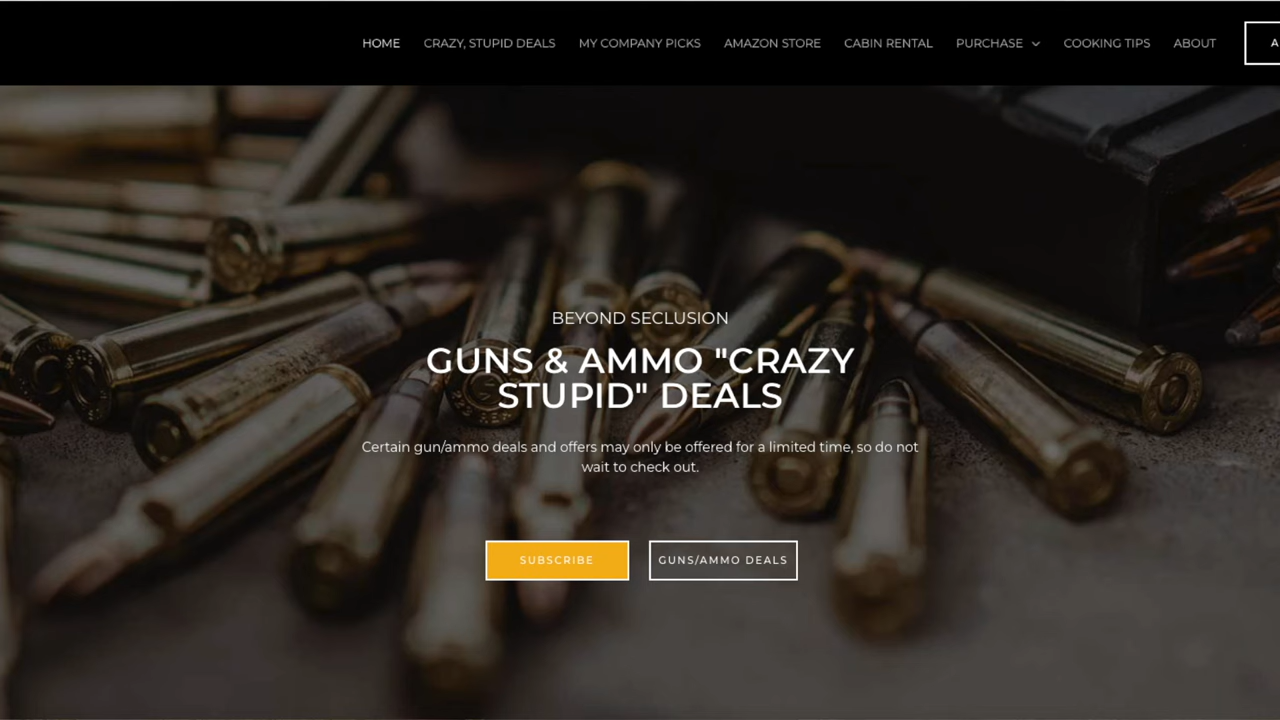 HOME CRAZY, STUPID DEALS MY COMPANY PICKS AMAZON STORE CABIN RENTAL PURCHASE COOKING TIPS ABOUT A
BEYOND SECLUSION
GUNS & AMMO "CRAZY
STUPID" DEALS
Certain gun/ammo deals and offers may only be offered for a limited time, so do not
wait to check out.
SUBSCRIBE GUNS/AMMO DEALS